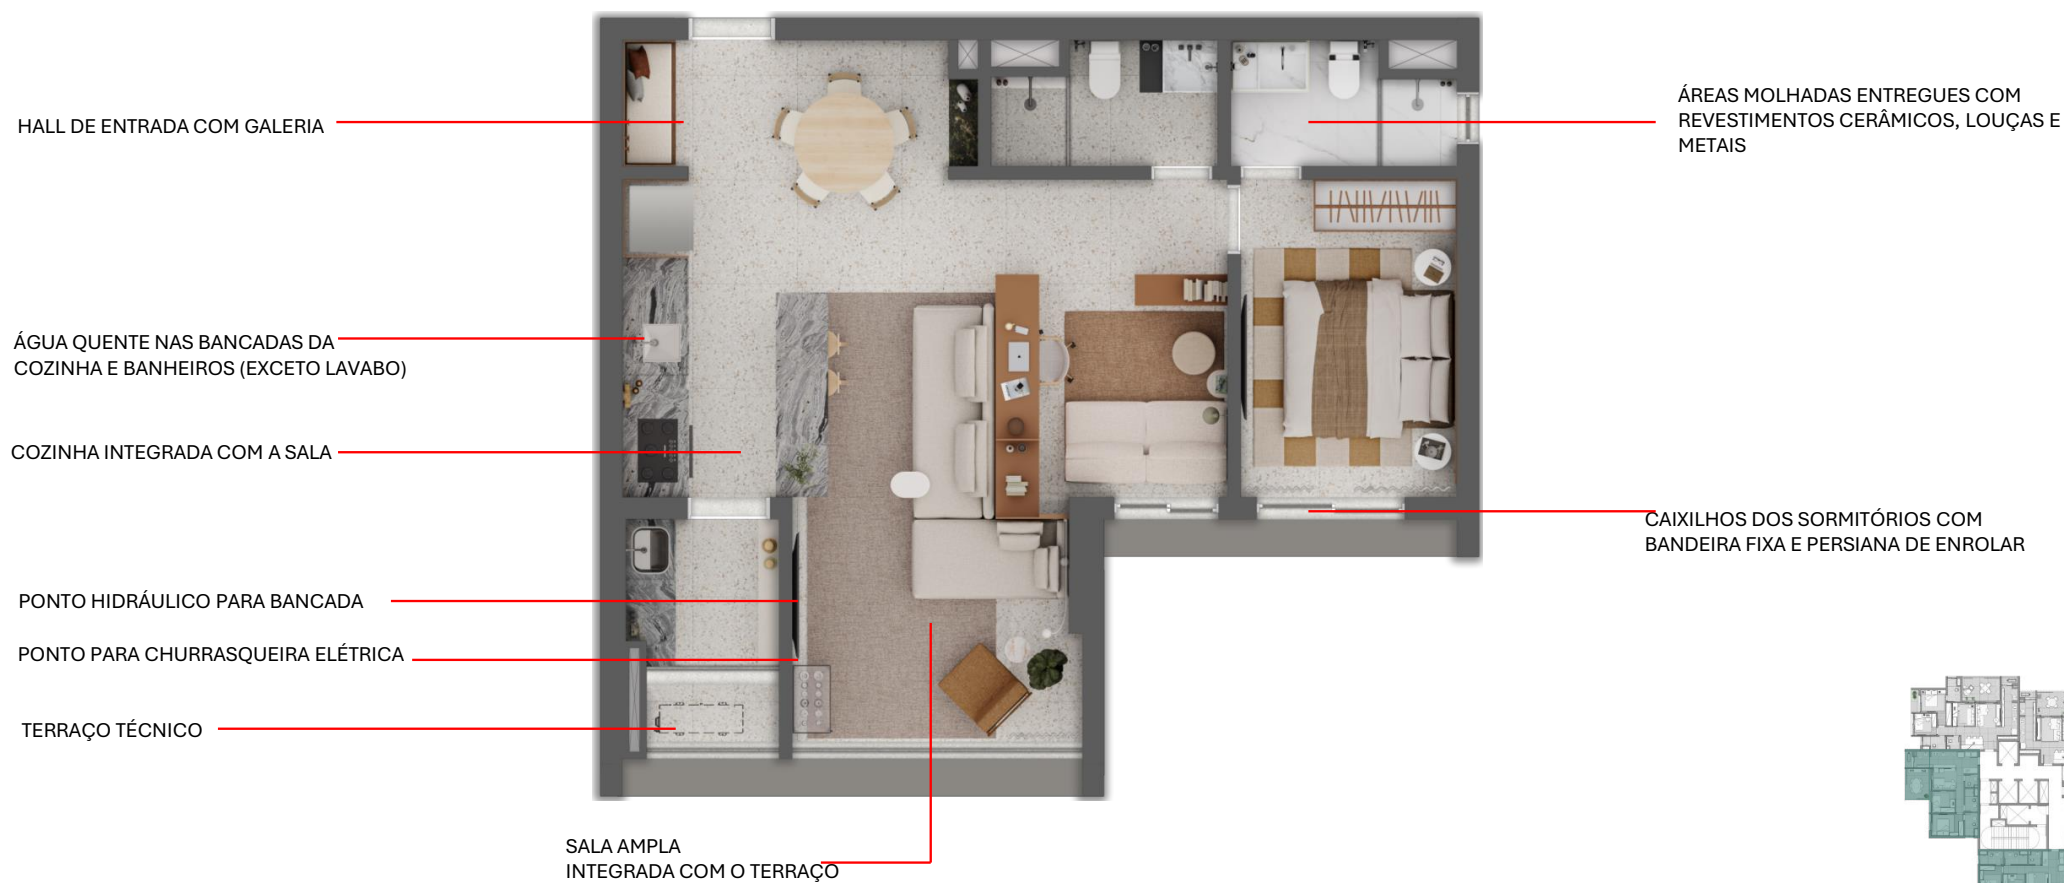 HALL DE ENTRADA COM GALERIA
ÁGUA QUENTE NAS BANCADAS DA
COZINHA E BANHEIROS (EXCETO LAVABO)
COZINHA INTEGRADA COM A SALA
PONTO HIDRÁULICO PARA BANCADA
PONTO PARA CHURRASQUEIRA ELÉTRICA
TERRAÇO TÉCNICO
SALA AMPLA
INTEGRADA COM O TERRAÇO
ÁREAS MOLHADAS ENTREGUES COM
REVESTIMENTOS CERÂMICOS, LOUÇAS E
METAIS
CAIXILHOS DOS SORMITÓRIOS COM
BANDEIRA FIXA E PERSIANA DE ENROLAR